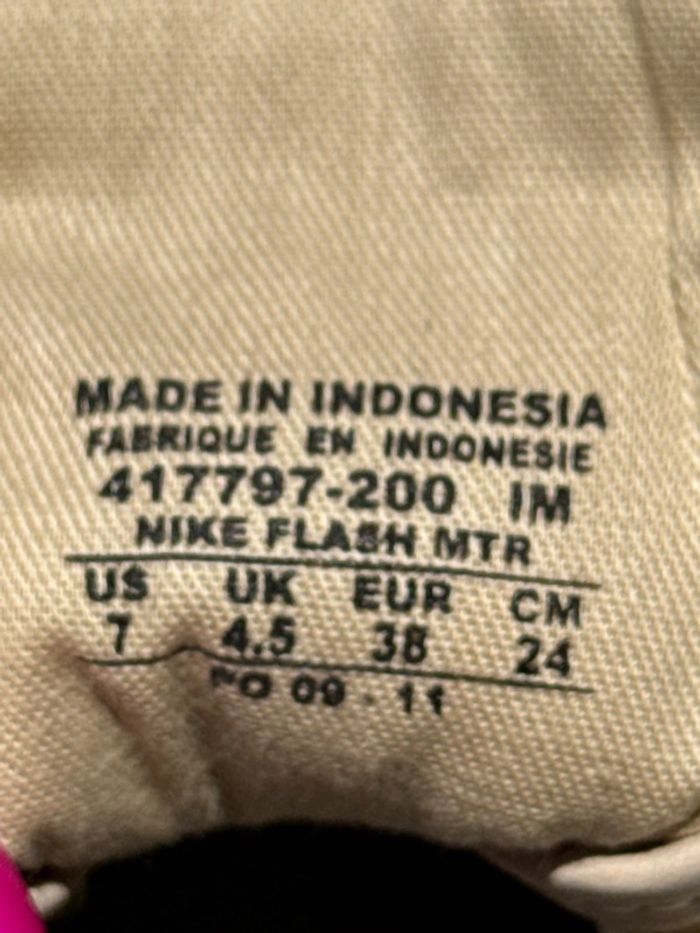 MADE IN INDONESIA
FABRIQUE EN INDONESIE
417797-200 IM
NIKE FLASH MTR
US UK EUR CM
7 4.5 38 24
PO 09 - 11